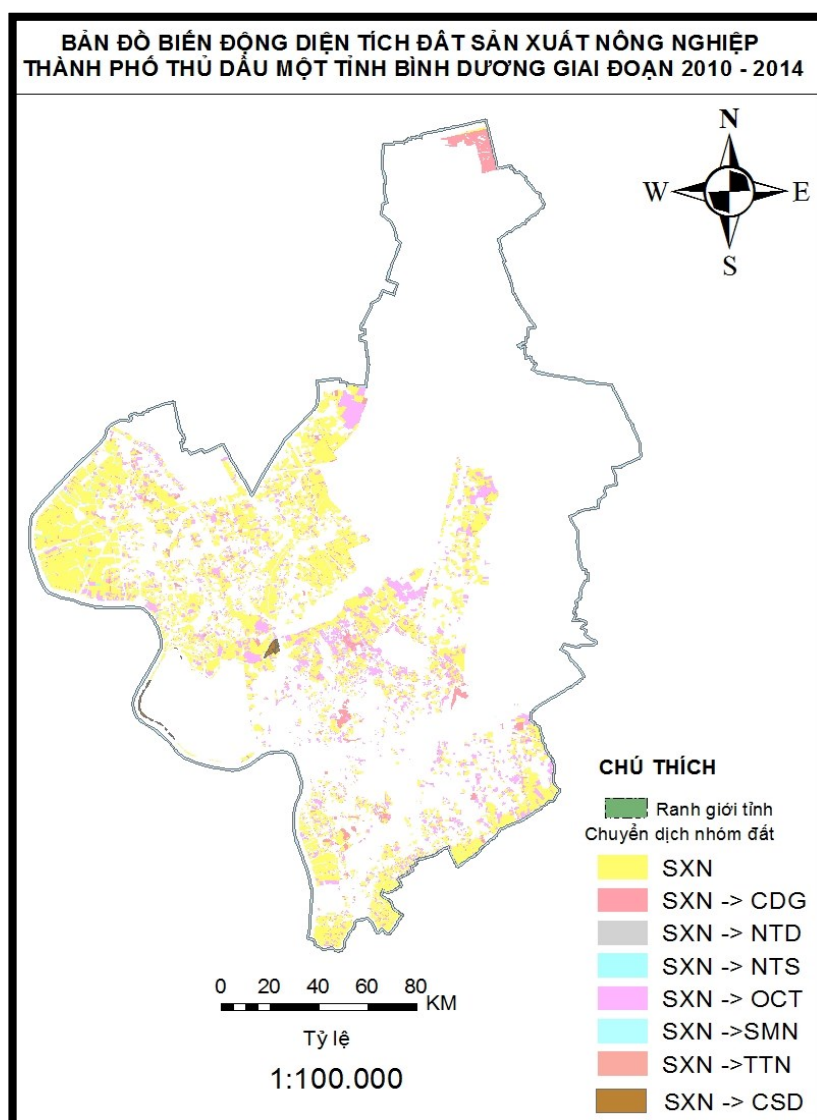 BẢN ĐỒ BIẾN ĐỘNG DIỆN TÍCH ĐẤT SẢN XUẤT NÔNG NGHIỆP
THÀNH PHỐ THỦ DẦU MỘT TỈNH BÌNH DƯƠNG GIAI ĐOẠN 2010 - 2014
N
W E
S
CHÚ THÍCH
Ranh giới tỉnh
Chuyển dịch nhóm đất
SXN
SXN -> CDG
SXN -> NTD
SXN -> NTS
SXN -> OCT
SXN ->SMN
SXN ->TTN
SXN -> CSD
0 20 40 60 80
KM
Tỷ lệ
1:100.000